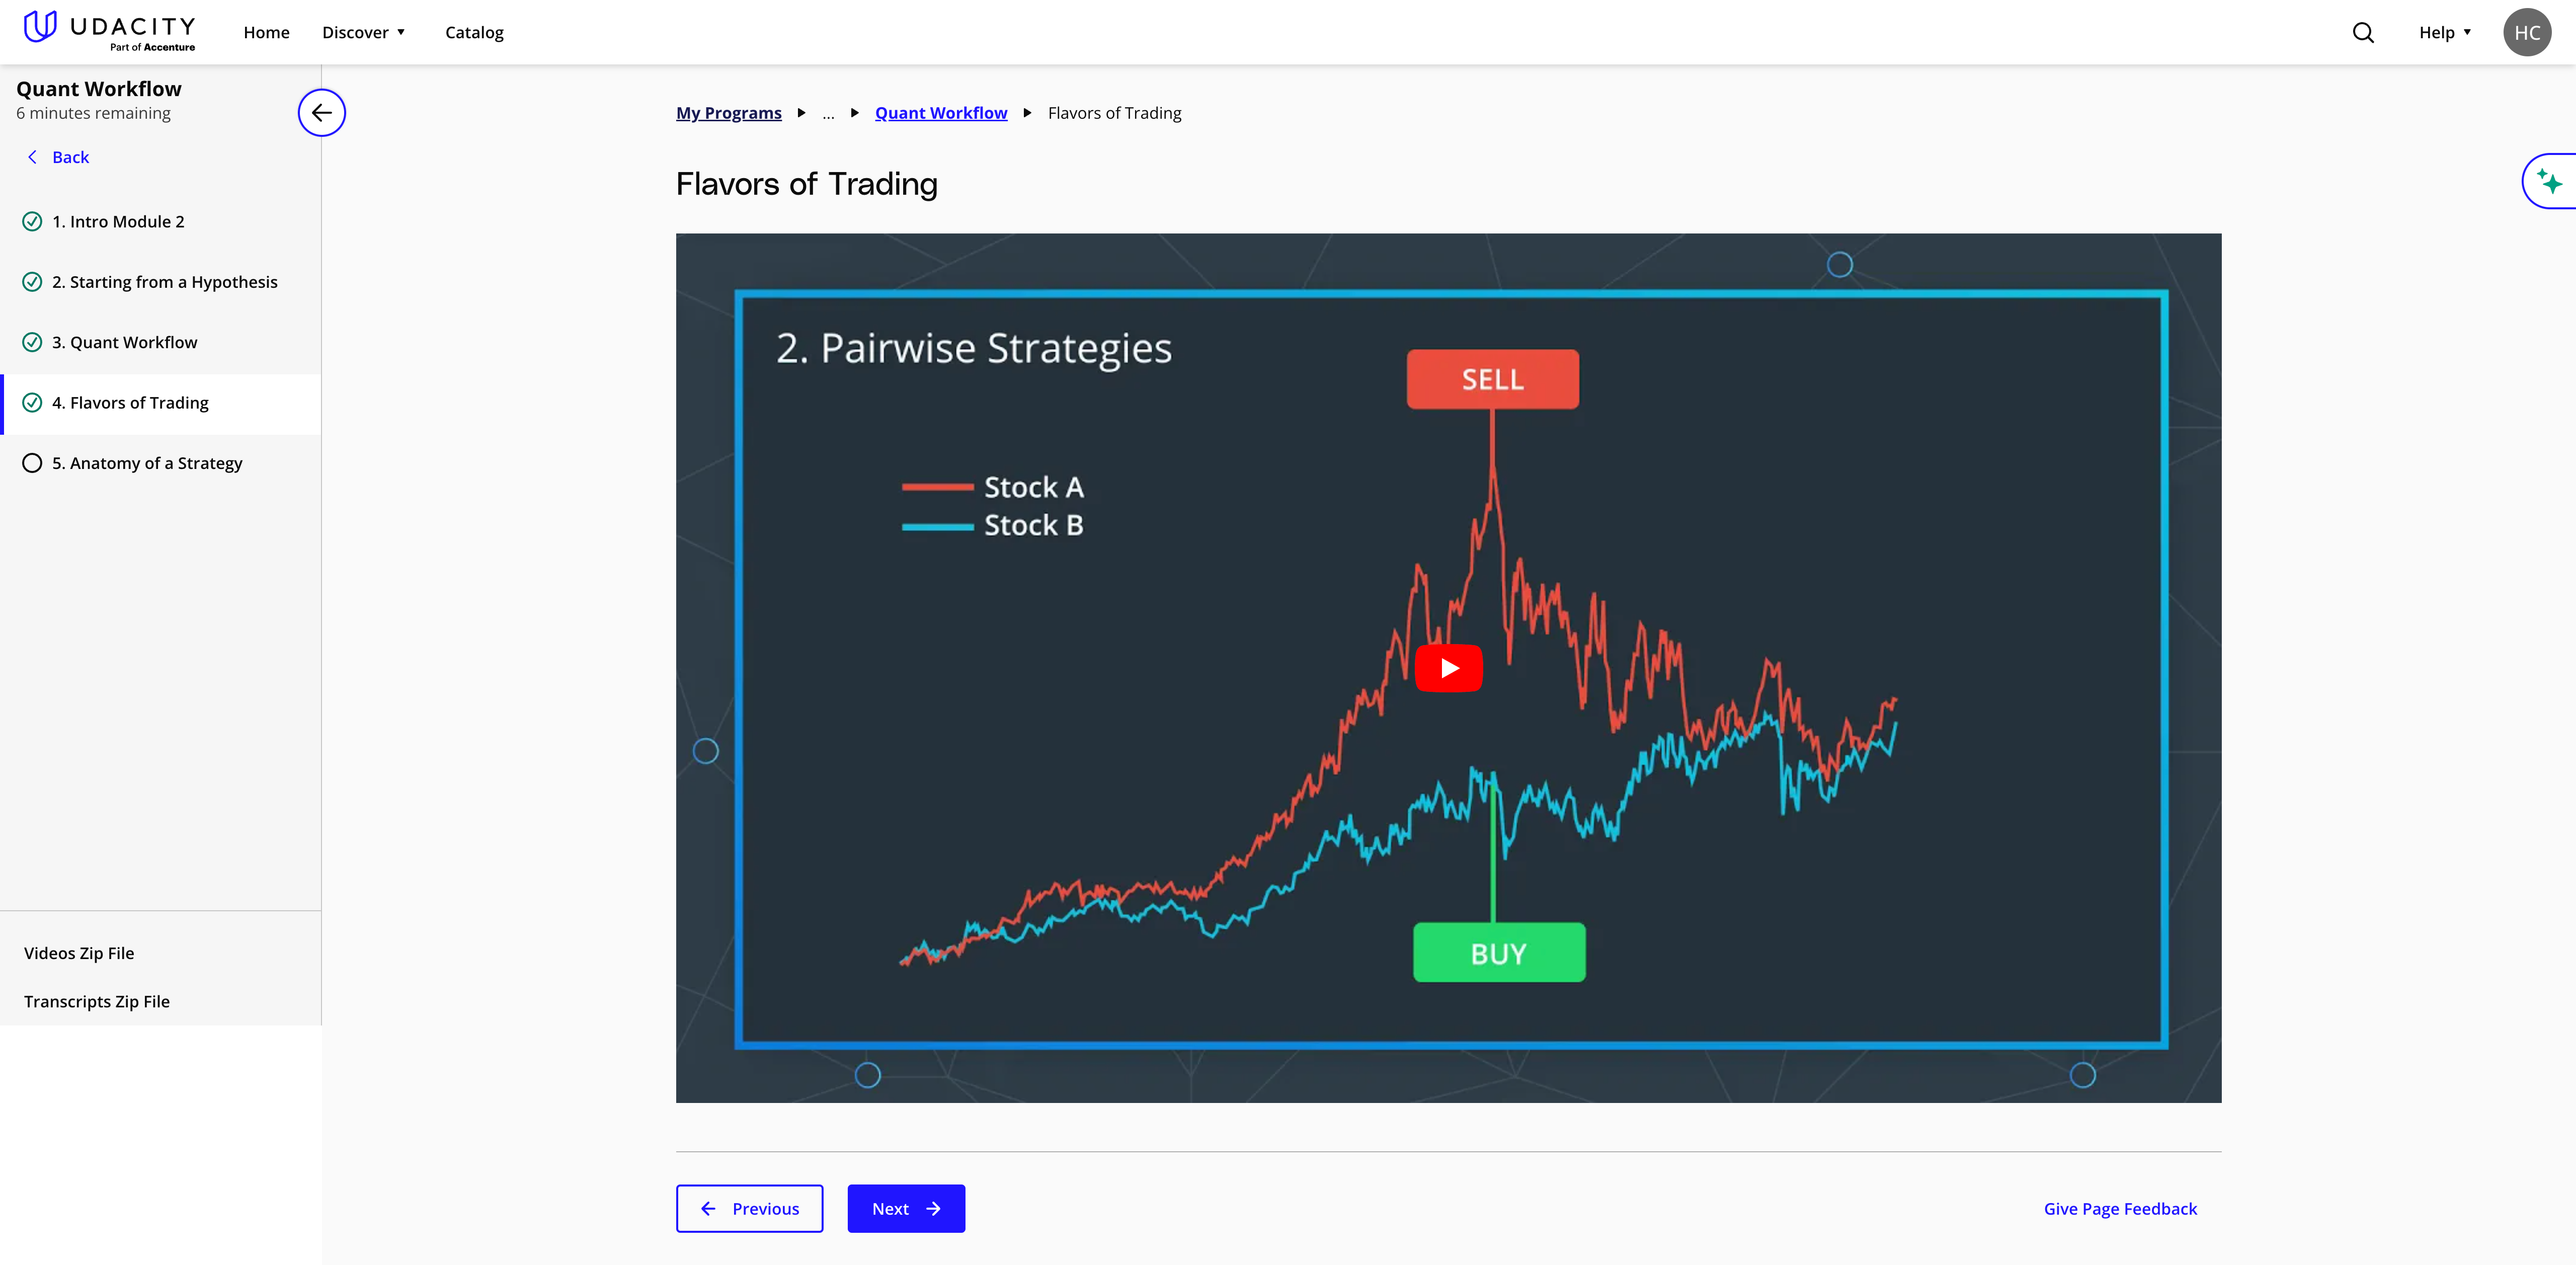 UDACITY
Part of Accenture
Home
Discover
Catalog
Help
HC
Quant Workflow
6 minutes remaining
Back
1. Intro Module 2
2. Starting from a Hypothesis
3. Quant Workflow
4. Flavors of Trading
5. Anatomy of a Strategy
Videos Zip File
Transcripts Zip File
My Programs ... Quant Workflow Flavors of Trading
Flavors of Trading
2. Pairwise Strategies
SELL
Stock A
Stock B
BUY
Previous
Next
Give Page Feedback